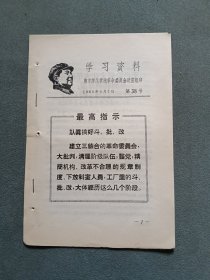 学习资料
第38号
最高指示
认真搞好斗、批、改
建立三结合的革命委员会，
大批判，清理阶级队伍，整党，精
简机构、改革不合理的规章制
度、下放科室人员，工厂里的斗、
批、改，大体经历这么几个阶段。
—1—